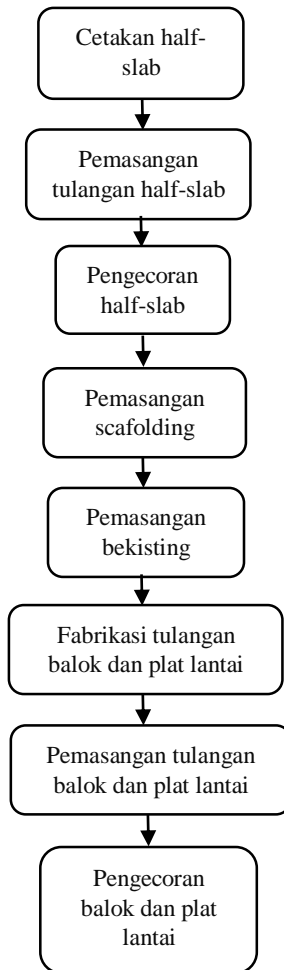 Cetakan half-
slab
Pemasangan
tulangan half-slab
Pengecoran
half-slab
Pemasangan
scafolding
Pemasangan
bekisting
Fabrikasi tulangan
balok dan plat lantai
Pemasangan tulangan
balok dan plat lantai
Pengecoran
balok dan plat
lantai